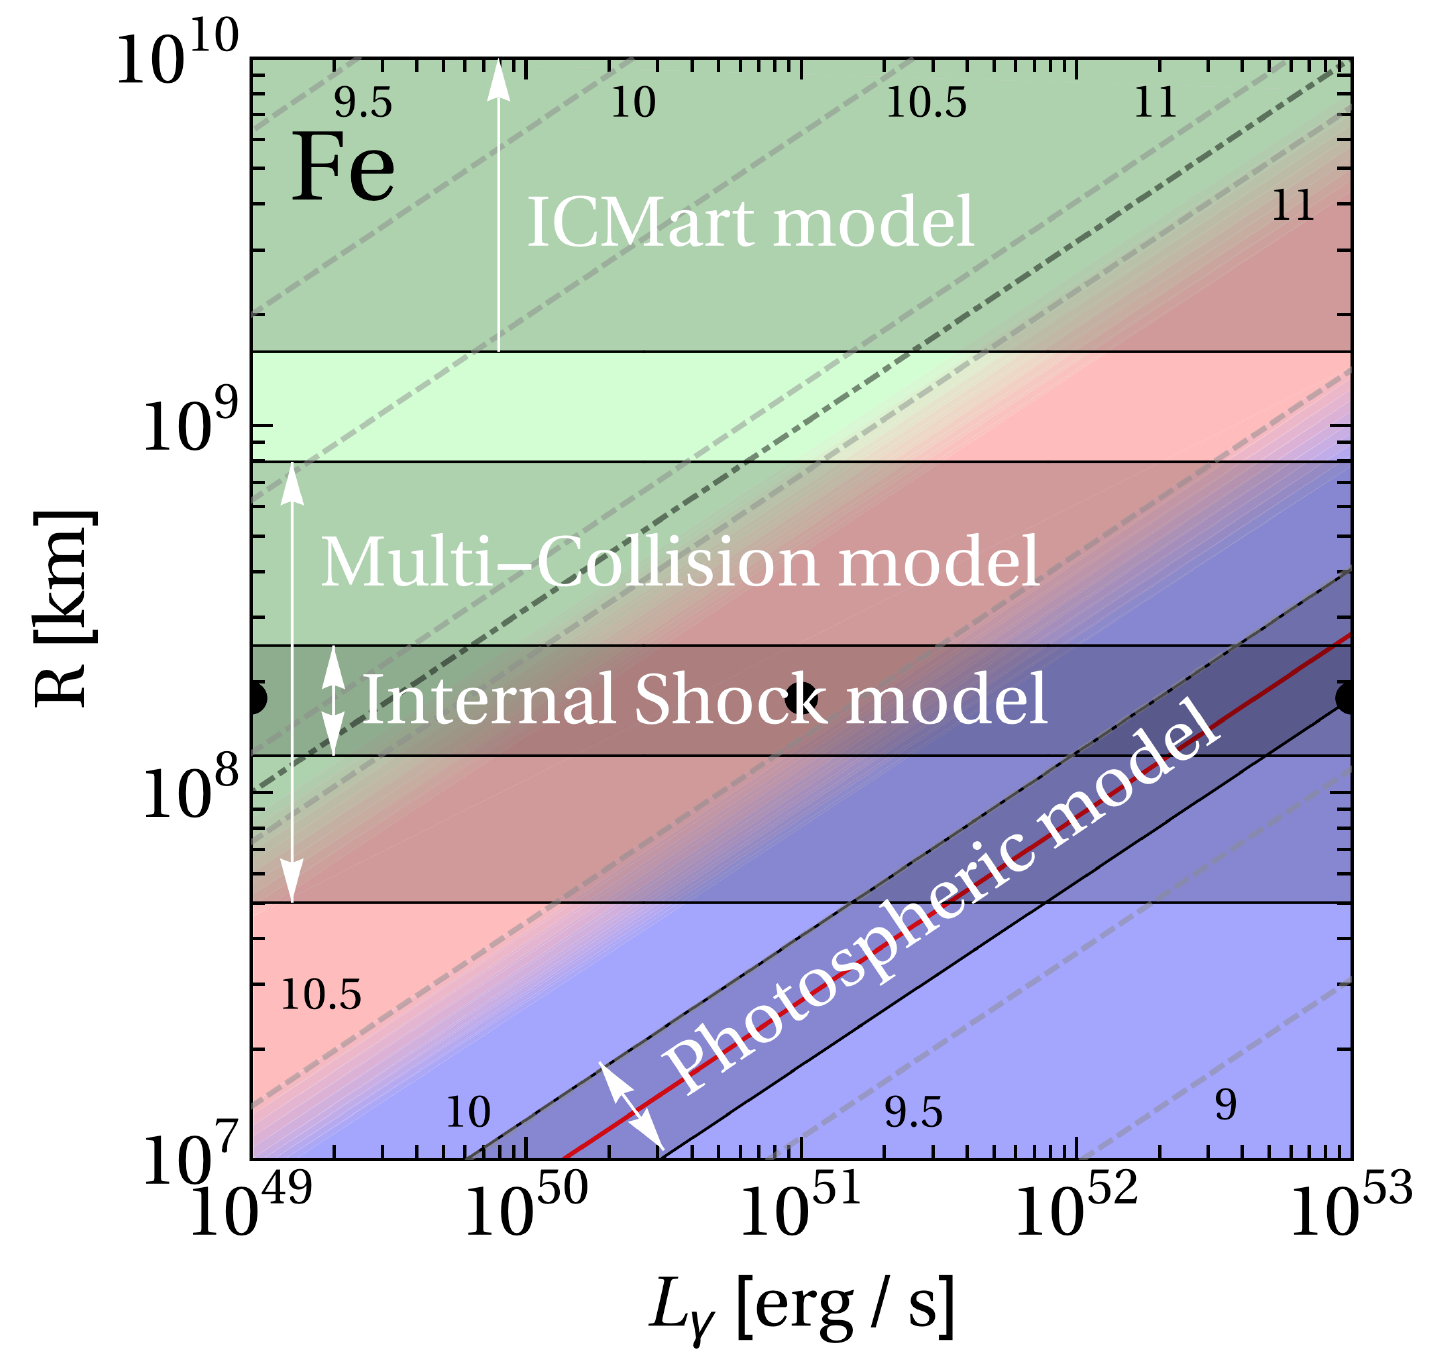 10^10
9.5 10 10.5 11
Fe
ICMart model
11
10^9
Multi–Collision model
R [km]
Internal Shock model
10^8
Photospheric model
10.5
10 9.5 9
10^7
10^49 10^50 10^51 10^52 10^53
L_γ [erg / s]